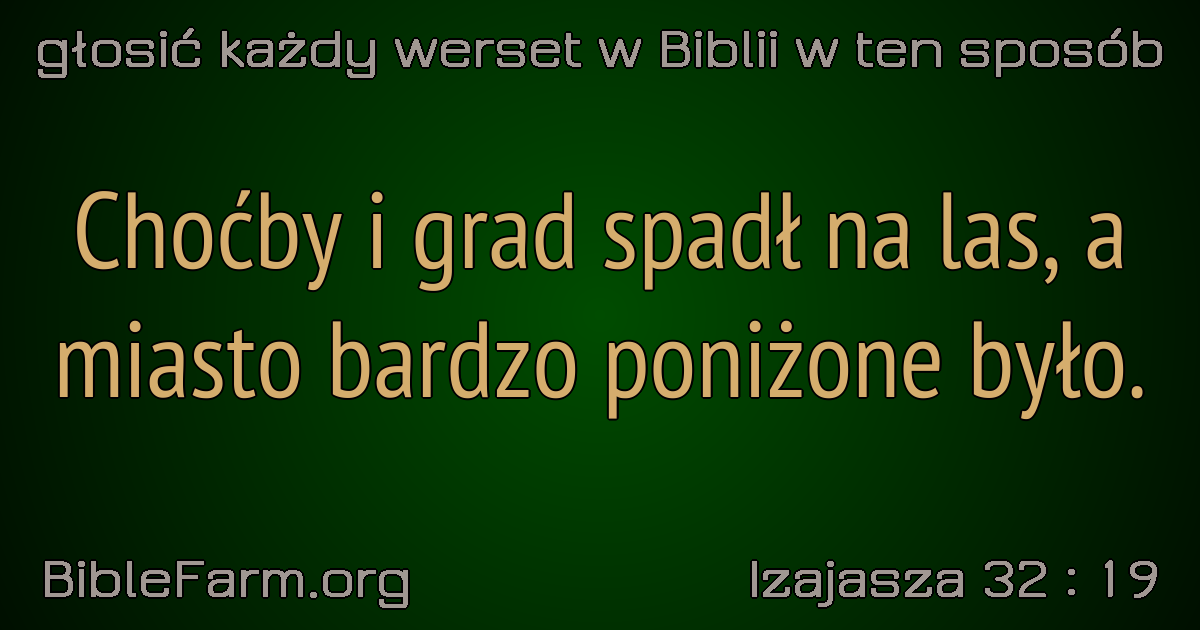 głosić każdy werset w Biblii w ten sposób
Choćby i grad spadł na las, a
miasto bardzo poniżone było.
BibleFarm.org
Izajasza 32 : 19